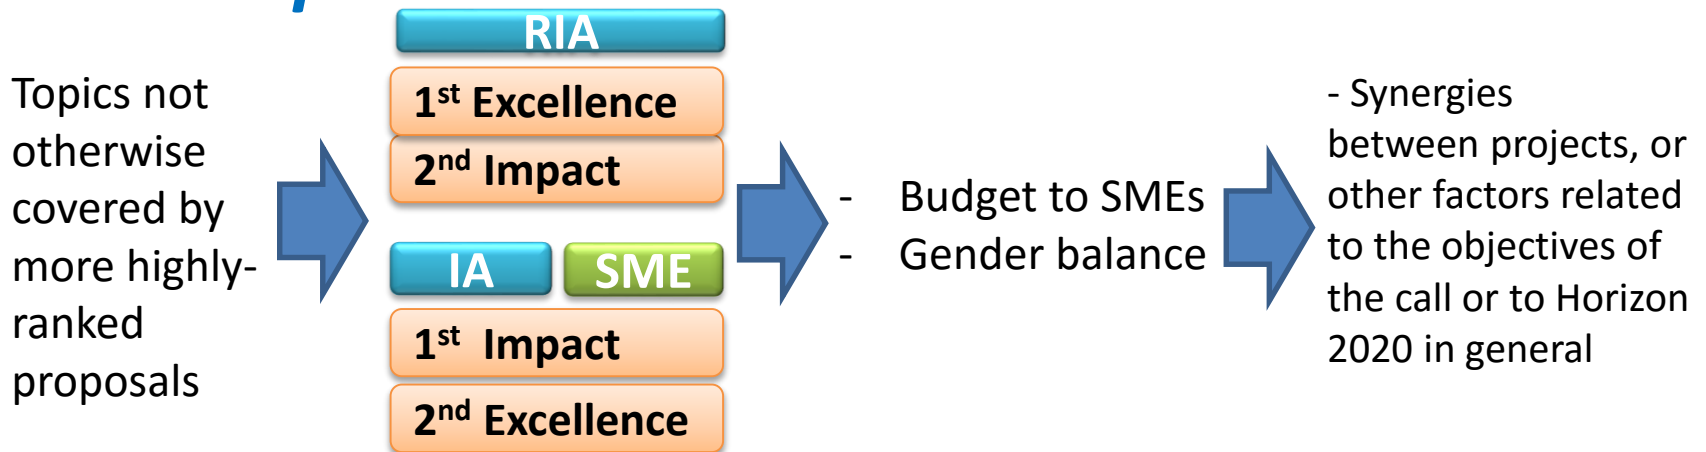 Topics not
otherwise
covered by
more highly-
ranked
proposals
RIA
1st Excellence
2nd Impact
IA
SME
1st Impact
2nd Excellence
- Budget to SMEs
- Gender balance
- Synergies
between projects, or
other factors related
to the objectives of
the call or to Horizon
2020 in general